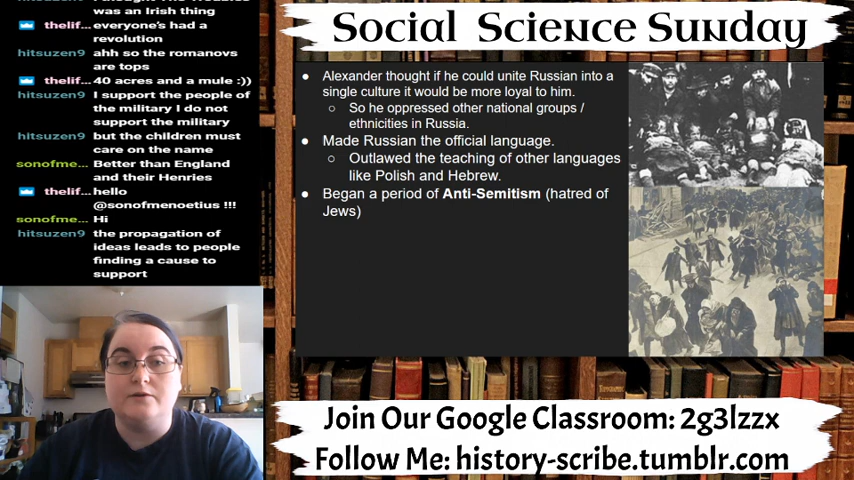 was an Irish thing
thelif... everyone's had a
revolution
hitsuzen9 ahh so the romanovs
are tops
thelif... 40 acres and a mule :))
hitsuzen9 I support the people of
the military I do not
support the military
hitsuzen9 but the children must
care on the name
sonofme... Better than England
and their Henries
thelif... hello
@sonofmenoetius !!!
sonofme... Hi
hitsuzen9 the propagation of
ideas leads to people
finding a cause to
support
Social Science Sunday
• Alexander thought if he could unite Russian into a
single culture it would be more loyal to him.
○ So he oppressed other national groups /
ethnicities in Russia.
• Made Russian the official language.
○ Outlawed the teaching of other languages
like Polish and Hebrew.
• Began a period of Anti-Semitism (hatred of
Jews)
Join Our Google Classroom: 2g3lzzx
Follow Me: history-scribe.tumblr.com